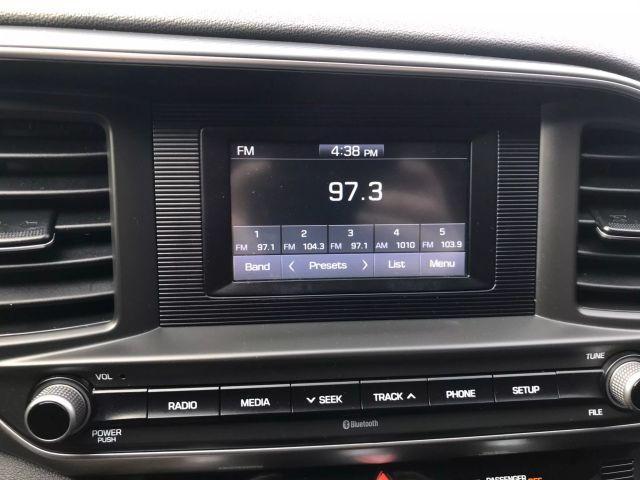 FM 4:38 PM
97.3
1 2 3 4 5
FM 97.1 FM 104.3 FM 97.1 AM 1010 FM 103.9
Band < Presets > List Menu
VOL TUNE
RADIO MEDIA SEEK TRACK PHONE SETUP
POWER PUSH FILE
Bluetooth
PASSENGER OFF